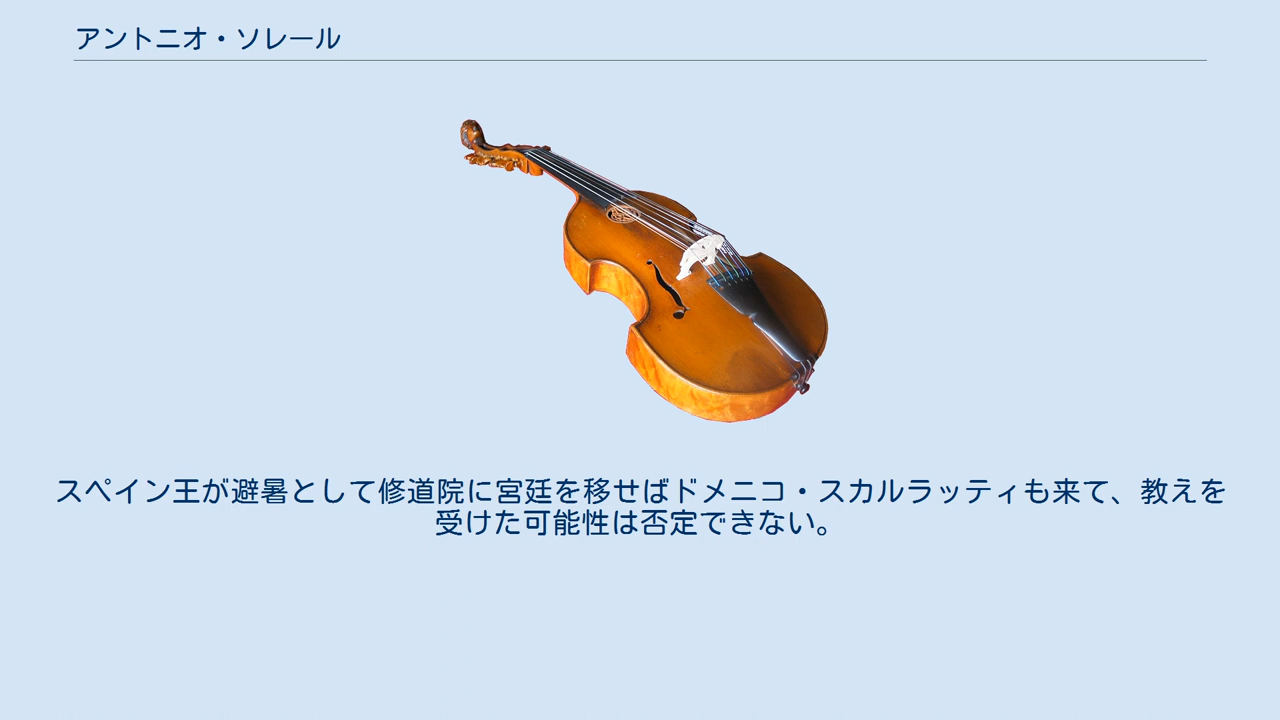 アントニオ・ソレール
スペイン王が避暑として修道院に宮廷を移せばドメニコ・スカルラッティも来て、教えを
受けた可能性は否定できない。